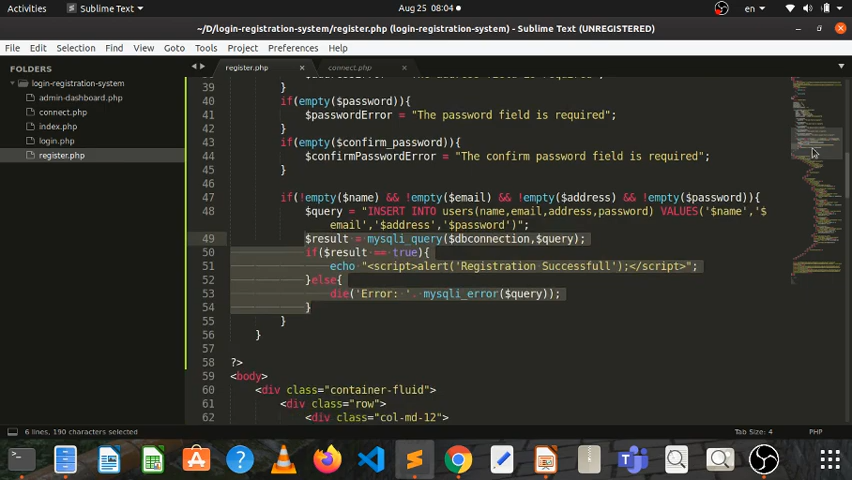 Activities
Sublime Text ▾
Aug 25 08:04
en ▾
~/D/login-registration-system/register.php (login-registration-system) - Sublime Text (UNREGISTERED)
File Edit Selection Find View Goto Tools Project Preferences Help
FOLDERS
login-registration-system
admin-dashboard.php
connect.php
index.php
login.php
register.php
register.php ×
connect.php ×
39 }
40 if(empty($password)){
41 $passwordError = "The password field is required";
42 }
43 if(empty($confirm_password)){
44 $confirmPasswordError = "The confirm password field is required";
45 }
46
47 if(!empty($name) && !empty($email) && !empty($address) && !empty($password)){
48 $query = "INSERT INTO users(name,email,address,password) VALUES('$name','$
email','$address','$password')";
49 $result = mysqli_query($dbconnection,$query);
50 if($result == true){
51 echo "<script>alert('Registration Successfull');</script>";
52 }else{
53 die('Error: '. mysqli_error($query));
54 }
55 }
56 }
57
58 ?>
59 <body>
60 <div class="container-fluid">
61 <div class="row">
62 <div class="col-md-12">
6 lines, 190 characters selected
Tab Size: 4
PHP